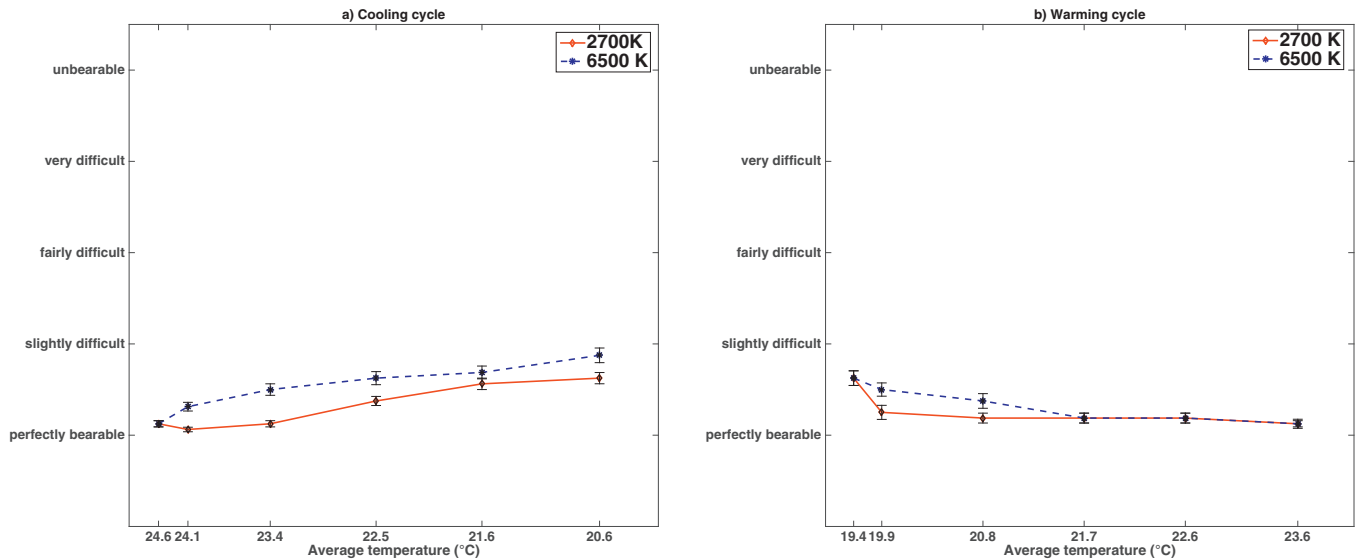 a) Cooling cycle
2700K
6500 K
unbearable
very difficult
fairly difficult
slightly difficult
perfectly bearable
24.6 24.1 23.4 22.5 21.6 20.6
Average temperature (°C)
b) Warming cycle
2700 K
6500 K
unbearable
very difficult
fairly difficult
slightly difficult
perfectly bearable
19.4 19.9 20.8 21.7 22.6 23.6
Average temperature (°C)